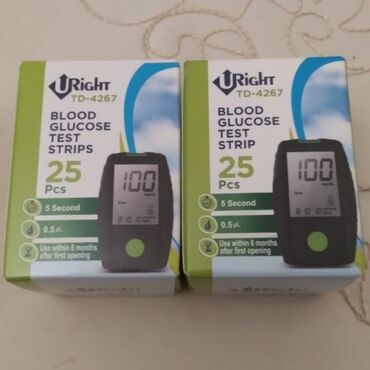 URIGHT
TD-4267
BLOOD
GLUCOSE
TEST
STRIPS
25
Pcs
5 Second
0.5 µL
Use within 6 months
after first opening
100
URIGHT
TD-4267
BLOOD
GLUCOSE
TEST
STRIP
25
Pcs
5 Second
0.5 µL
Use within 6 months
after first opening
100